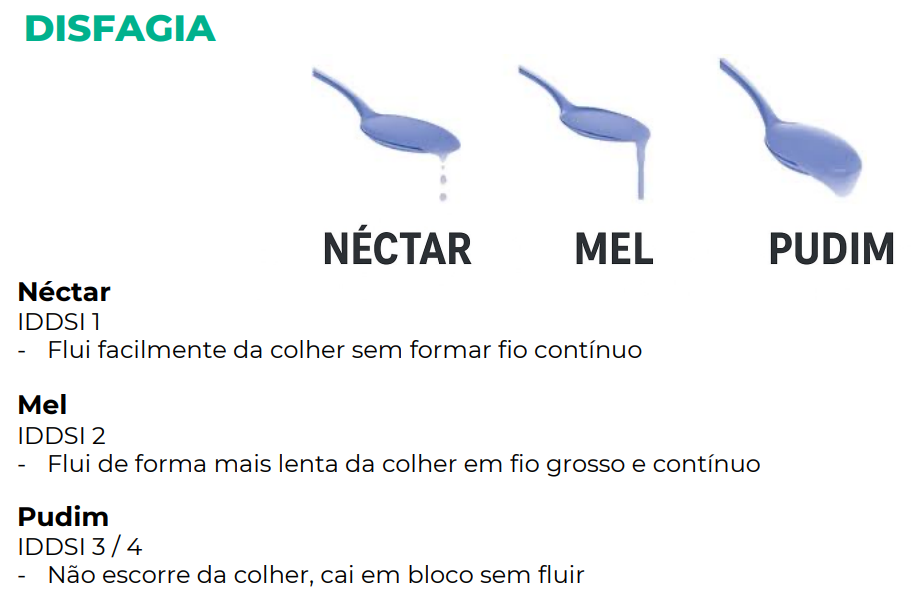 DISFAGIA
NÉCTAR MEL PUDIM
Néctar
IDDSI 1
- Flui facilmente da colher sem formar fio contínuo
Mel
IDDSI 2
- Flui de forma mais lenta da colher em fio grosso e contínuo
Pudim
IDDSI 3 / 4
- Não escorre da colher, cai em bloco sem fluir